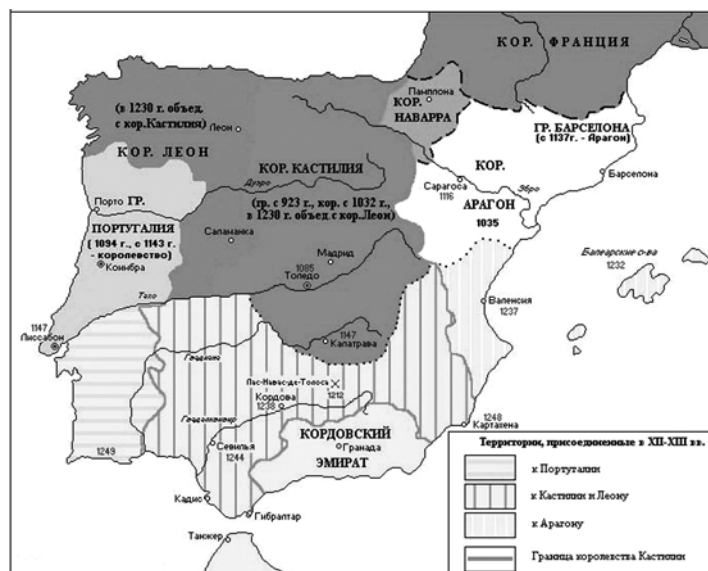 КОР. ФРАНЦИЯ
(в 1230 г. объед.
с кор.Кастилия)
Леон
КОР. ЛЕОН
Памплона
КОР.
НАВАРРА
ГР. БАРСЕЛОНА
(с 1137г. - Арагон)
Барселона
КОР. КАСТИЛИЯ
Дуэро
(гр. с 923 г., кор. с 1032 г.,
в 1230 г. объед.с кор.Леон)
КОР.
Сарагоса
1116
Эбро
АРАГОН
1035
Порто
ГР.
ПОРТУГАЛИЯ
( 1094 г., с 1143 г.
- королевство)
Коимбра
Саламанка
Мадрид
1085
Толедо
Тахо
Балеарские о-ва
1232
Валенсия
1237
1147
Лиссабон
1147
Калатрава
Гвадиана
Лас-Навас-де-Толоса
1212
Кордова
1238
Гвадалквивир
1248
Картахена
1249
Севилья
1244
КОРДОВСКИЙ
Гранада
ЭМИРАТ
Кадис
Гибралтар
Танжер
Территории, присоединенные в XII-XIII вв.
к Португалии
к Кастилии и Леону
к Арагону
Граница королевства Кастилии